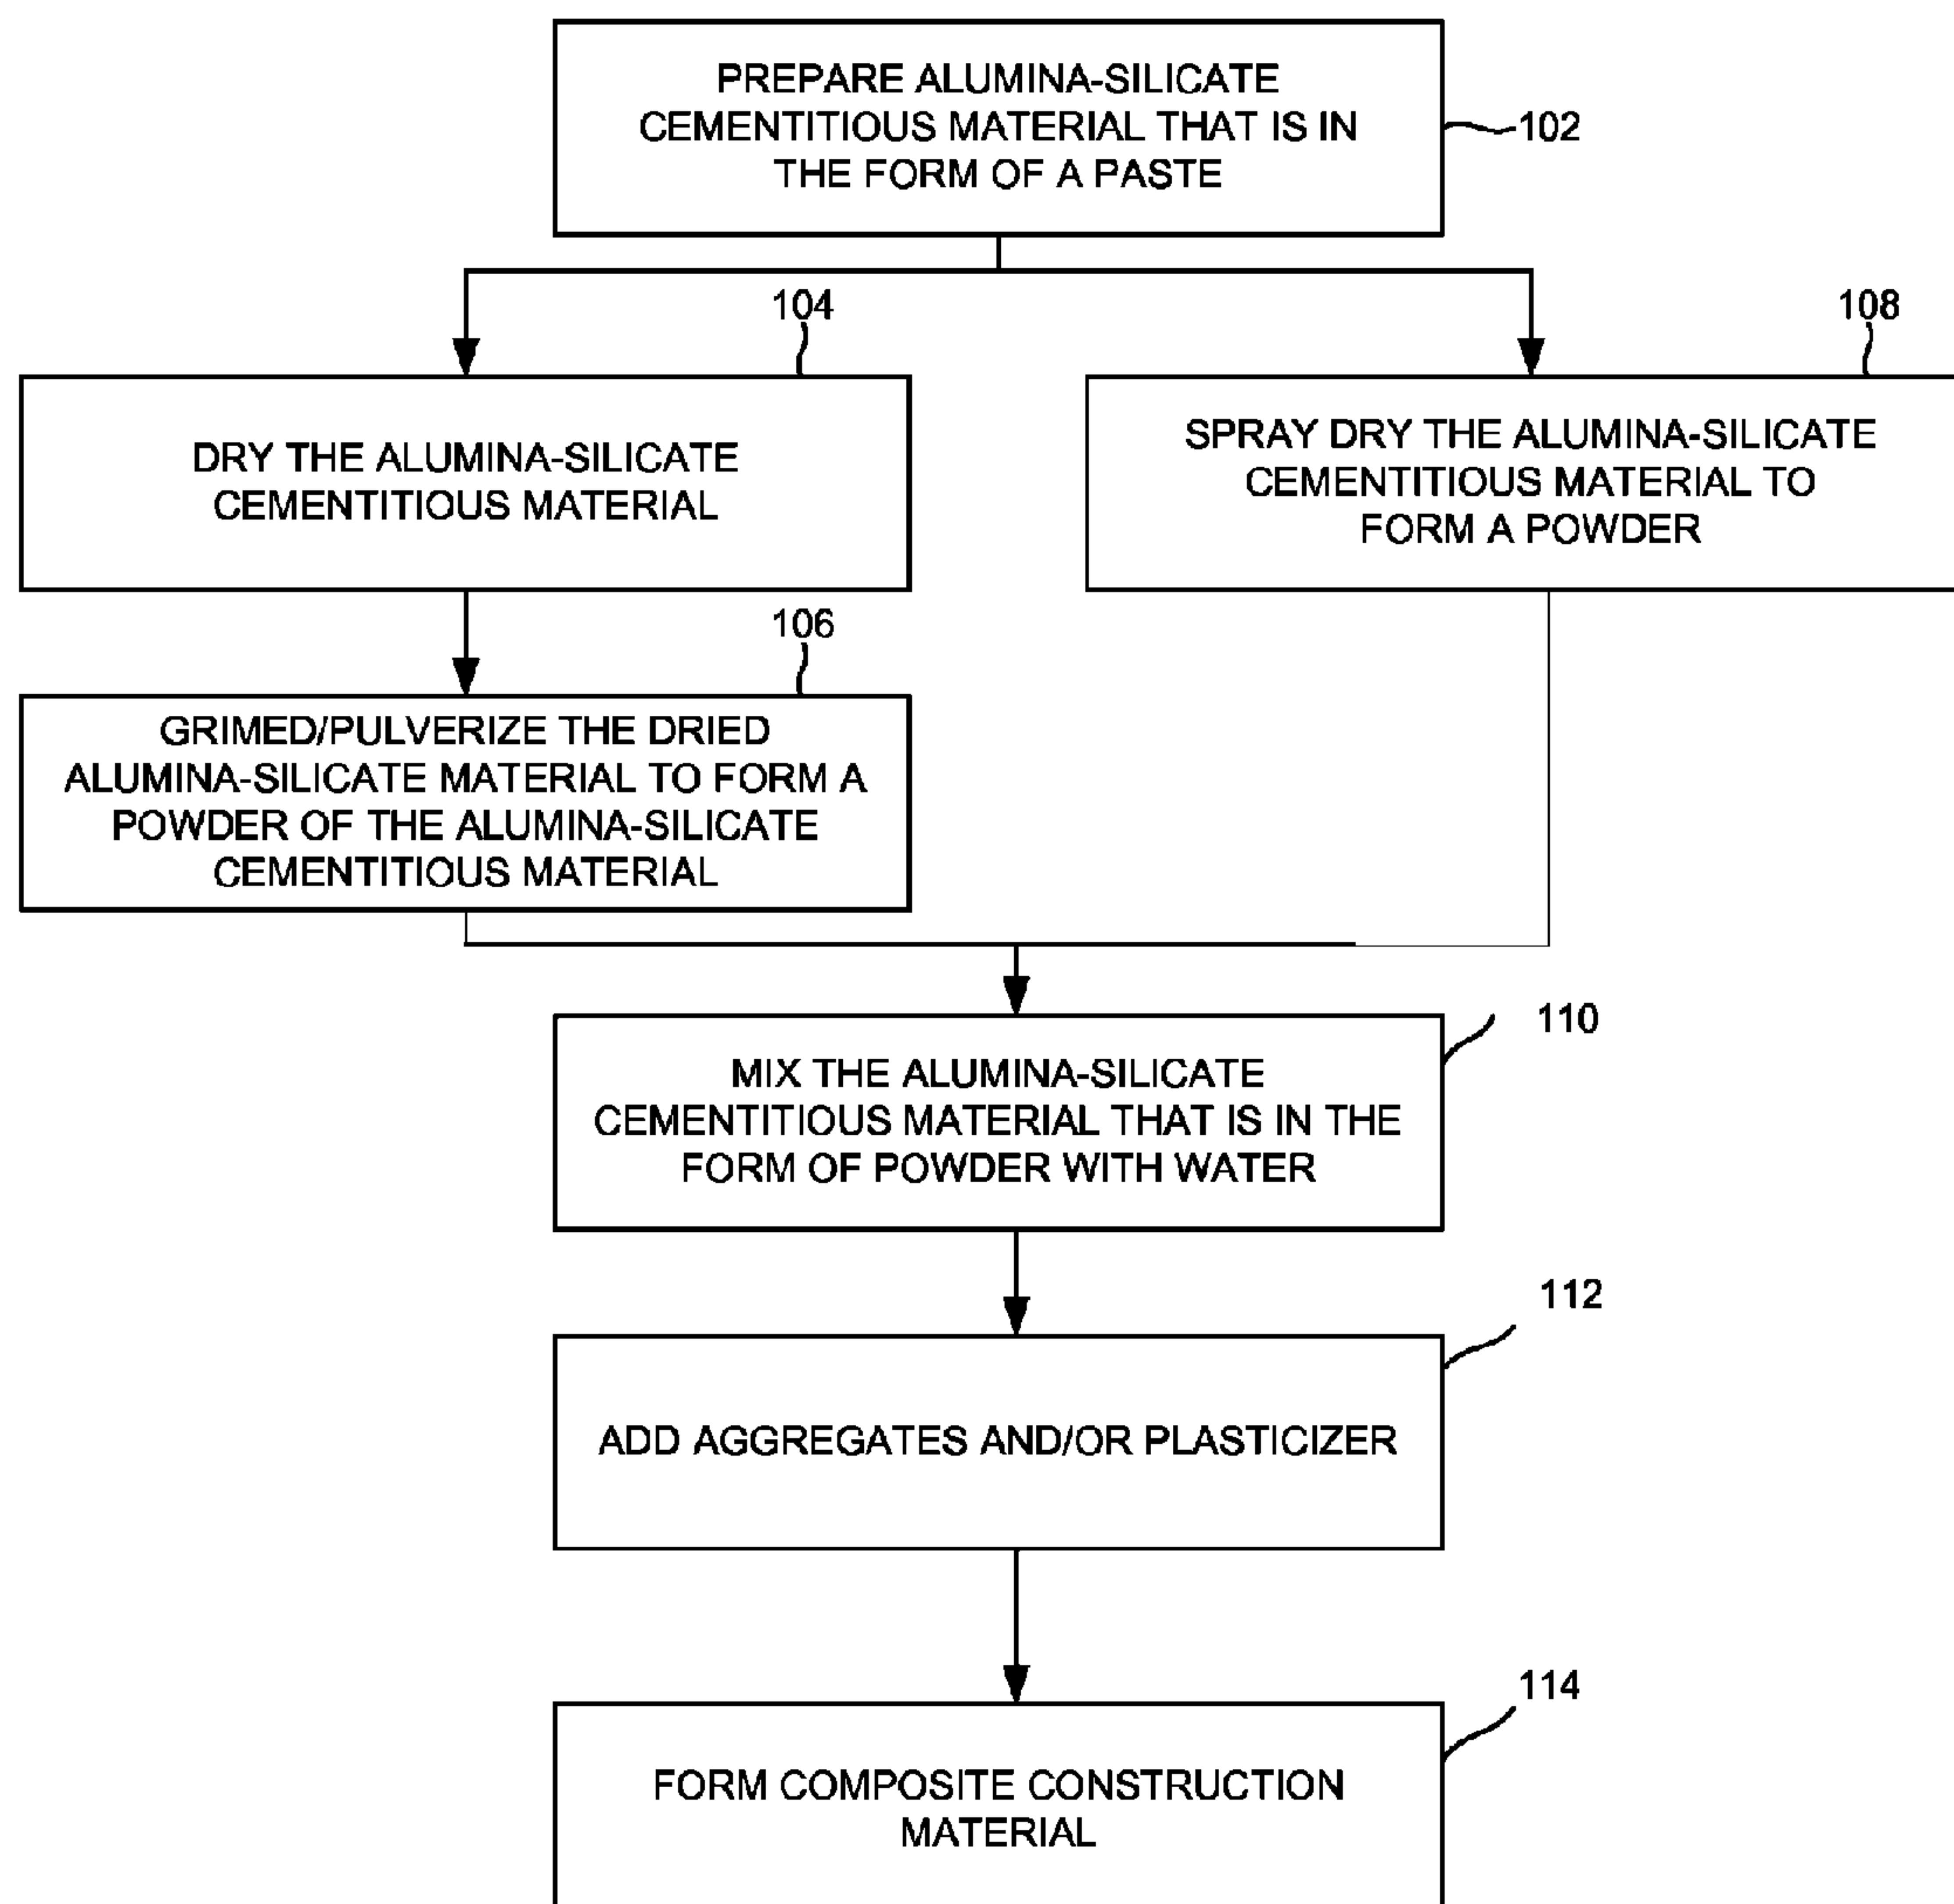 PREPARE ALUMINA-SILICATE
CEMENTITIOUS MATERIAL THAT IS IN
THE FORM OF A PASTE
102
104
108
DRY THE ALUMINA-SILICATE
CEMENTITIOUS MATERIAL
SPRAY DRY THE ALUMINA-SILICATE
CEMENTITIOUS MATERIAL TO
FORM A POWDER
106
GRIMED/PULVERIZE THE DRIED
ALUMINA-SILICATE MATERIAL TO FORM A
POWDER OF THE ALUMINA-SILICATE
CEMENTITIOUS MATERIAL
110
MIX THE ALUMINA-SILICATE
CEMENTITIOUS MATERIAL THAT IS IN THE
FORM OF POWDER WITH WATER
112
ADD AGGREGATES AND/OR PLASTICIZER
114
FORM COMPOSITE CONSTRUCTION
MATERIAL